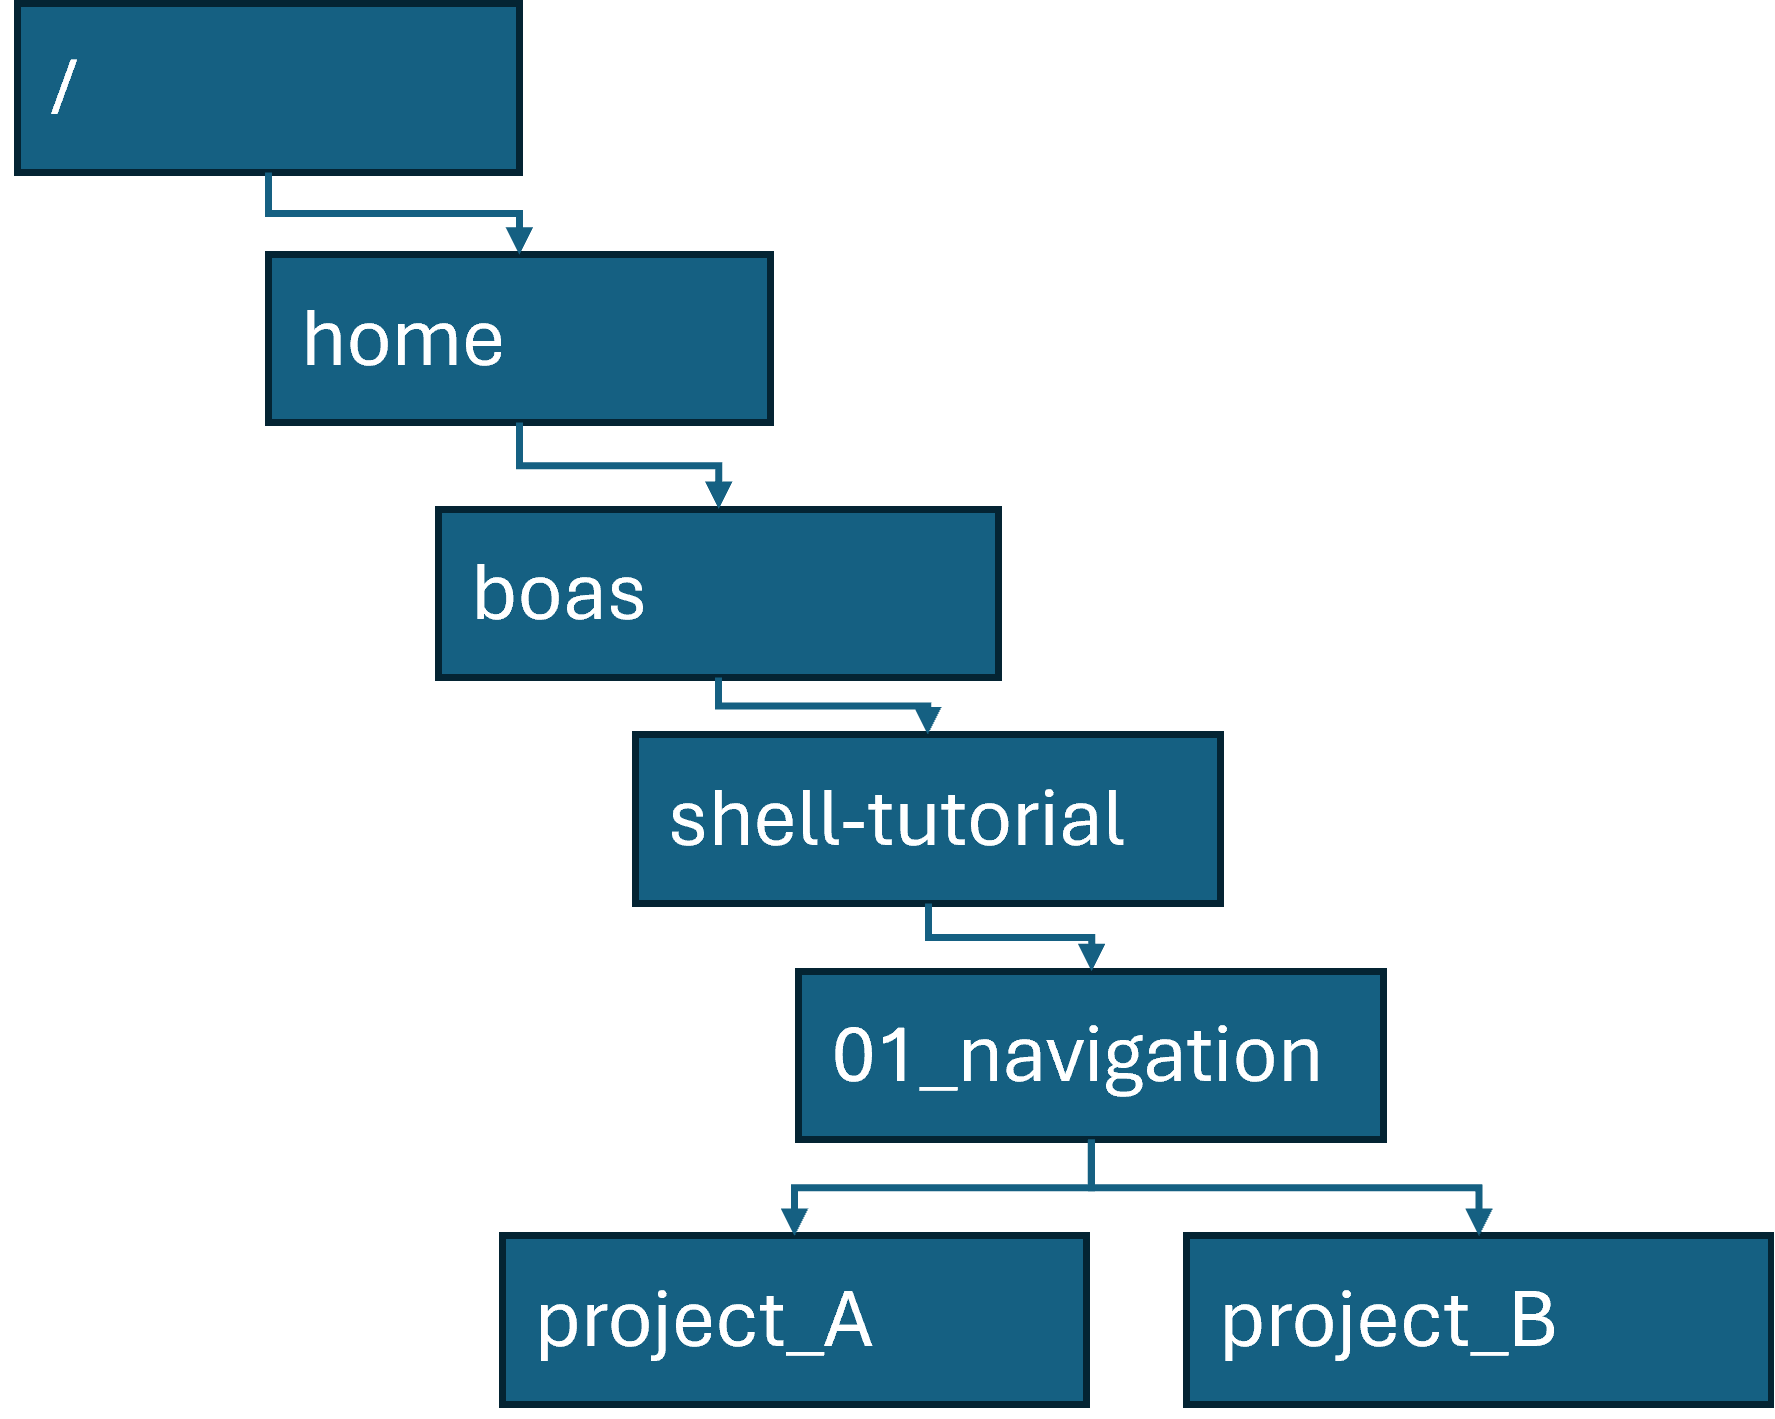 /
home
boas
shell-tutorial
01_navigation
project_A
project_B